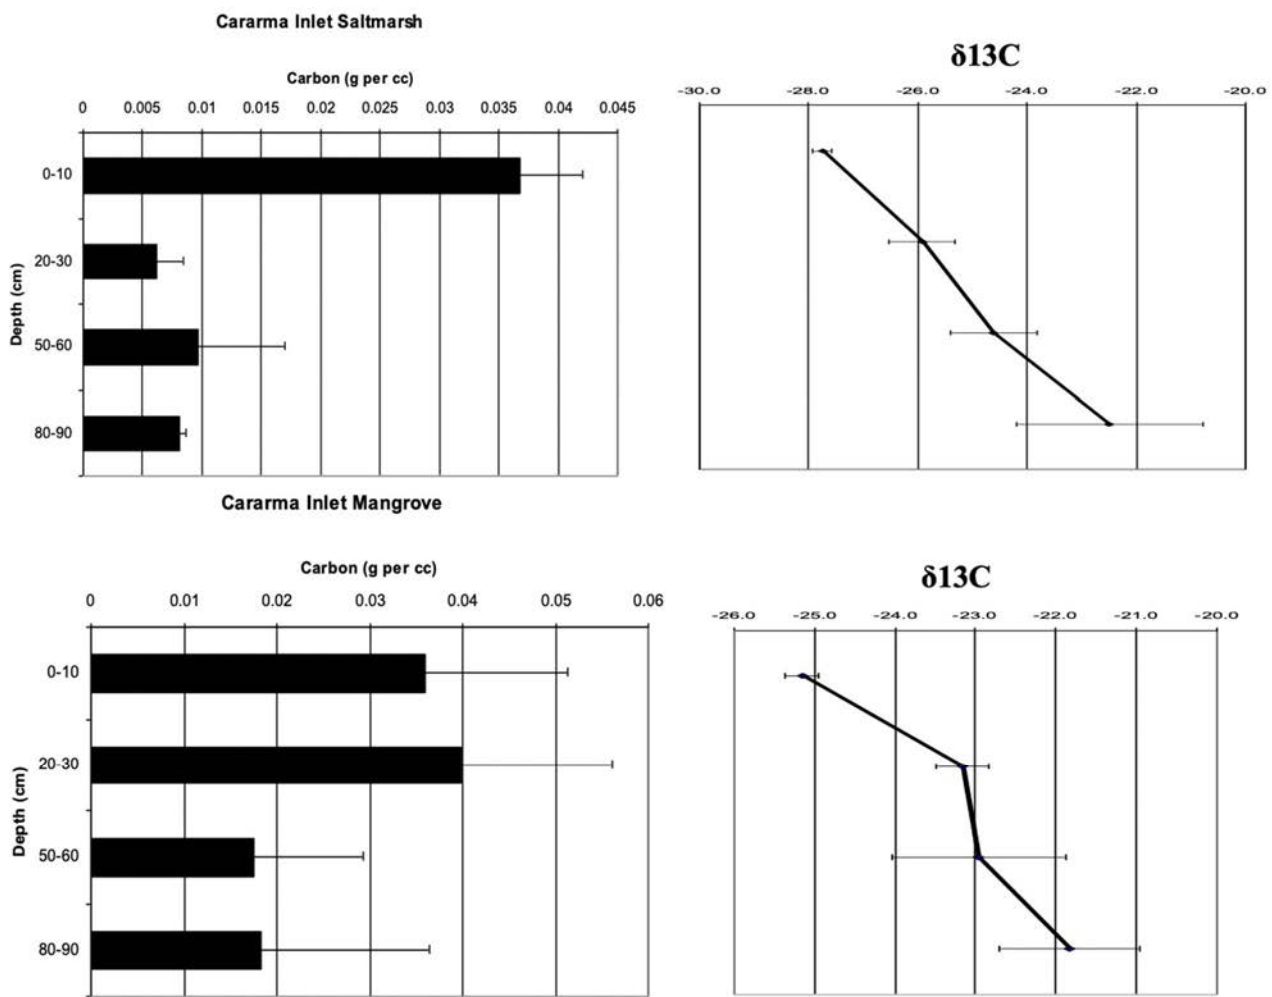 Cararma Inlet Saltmarsh
Carbon (g per cc)
0 0.005 0.01 0.015 0.02 0.025 0.03 0.035 0.04 0.045
Depth (cm)
0-10
20-30
50-60
80-90
δ13C
-30.0 -28.0 -26.0 -24.0 -22.0 -20.0
Cararma Inlet Mangrove
Carbon (g per cc)
0 0.01 0.02 0.03 0.04 0.05 0.06
Depth (cm)
0-10
20-30
50-60
80-90
δ13C
-26.0 -25.0 -24.0 -23.0 -22.0 -21.0 -20.0